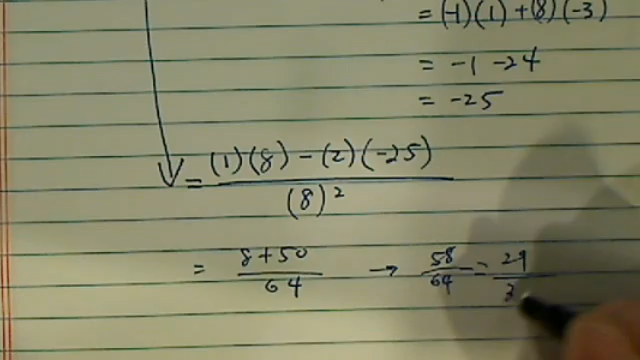 = (-1)(1) + (8)(-3)
= -1 -24
= -25
= (1)(8) - (2)(-25) / (8)²
= 8+50 / 64 → 58/64 = 29/3